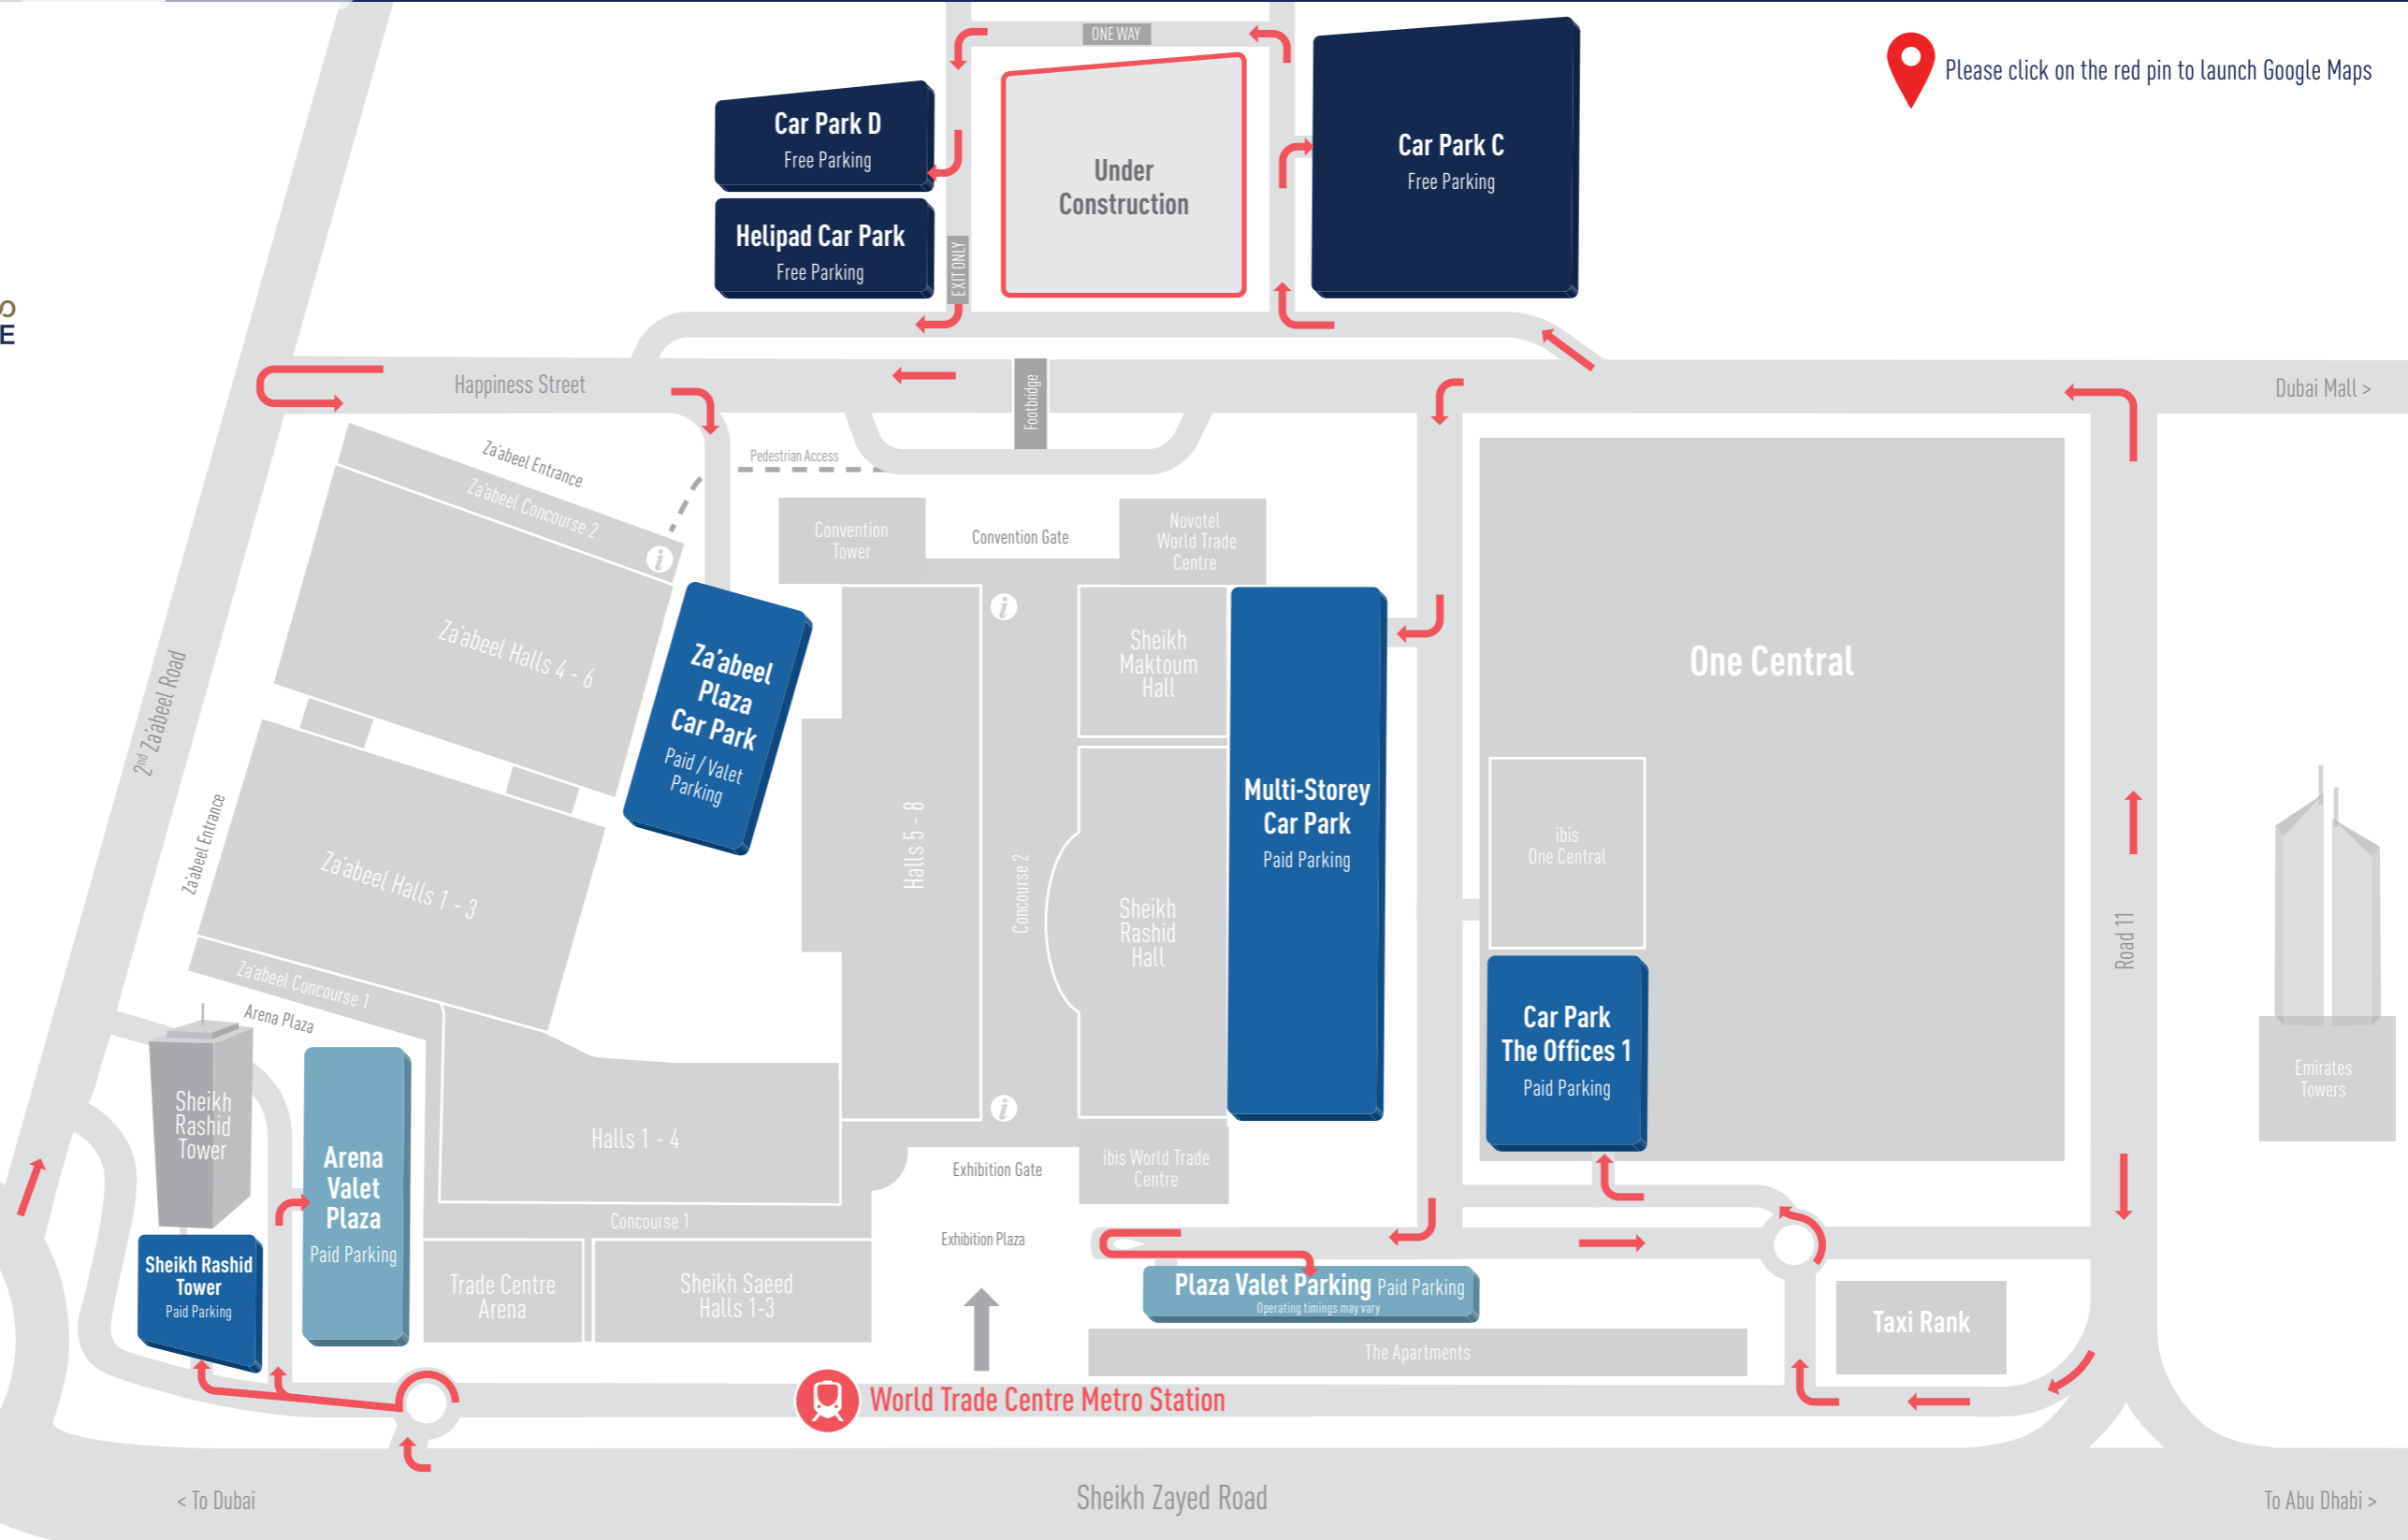 ONE WAY
Please click on the red pin to launch Google Maps
Car Park D
Free Parking
Helipad Car Park
Free Parking
EXIT ONLY
Under
Construction
Car Park C
Free Parking
S
E
Happiness Street
Footbridge
Dubai Mall >
Za'abeel Entrance
Za'abeel Concourse 2
Pedestrian Access
i
Convention
Tower
Convention Gate
Novotel
World Trade
Centre
Za'abeel Halls 4 - 6
Za'abeel
Plaza
Car Park
Paid / Valet
Parking
i
Sheikh
Maktoum
Hall
One Central
2nd Za'abeel Road
Za'abeel Entrance
Za'abeel Halls 1 - 3
Halls 5 - 8
Concourse 2
Sheikh
Rashid
Hall
Multi-Storey
Car Park
Paid Parking
ibis
One Central
Road 11
Za'abeel Concourse 1
Arena Plaza
Car Park
The Offices 1
Paid Parking
Emirates
Towers
Sheikh
Rashid
Tower
Arena
Valet
Plaza
Paid Parking
Halls 1 - 4
i
Exhibition Gate
ibis World Trade
Centre
Concourse 1
Exhibition Plaza
Sheikh Rashid
Tower
Paid Parking
Trade Centre
Arena
Sheikh Saeed
Halls 1-3
Plaza Valet Parking Paid Parking
Operating timings may vary
Taxi Rank
The Apartments
World Trade Centre Metro Station
< To Dubai
Sheikh Zayed Road
To Abu Dhabi >